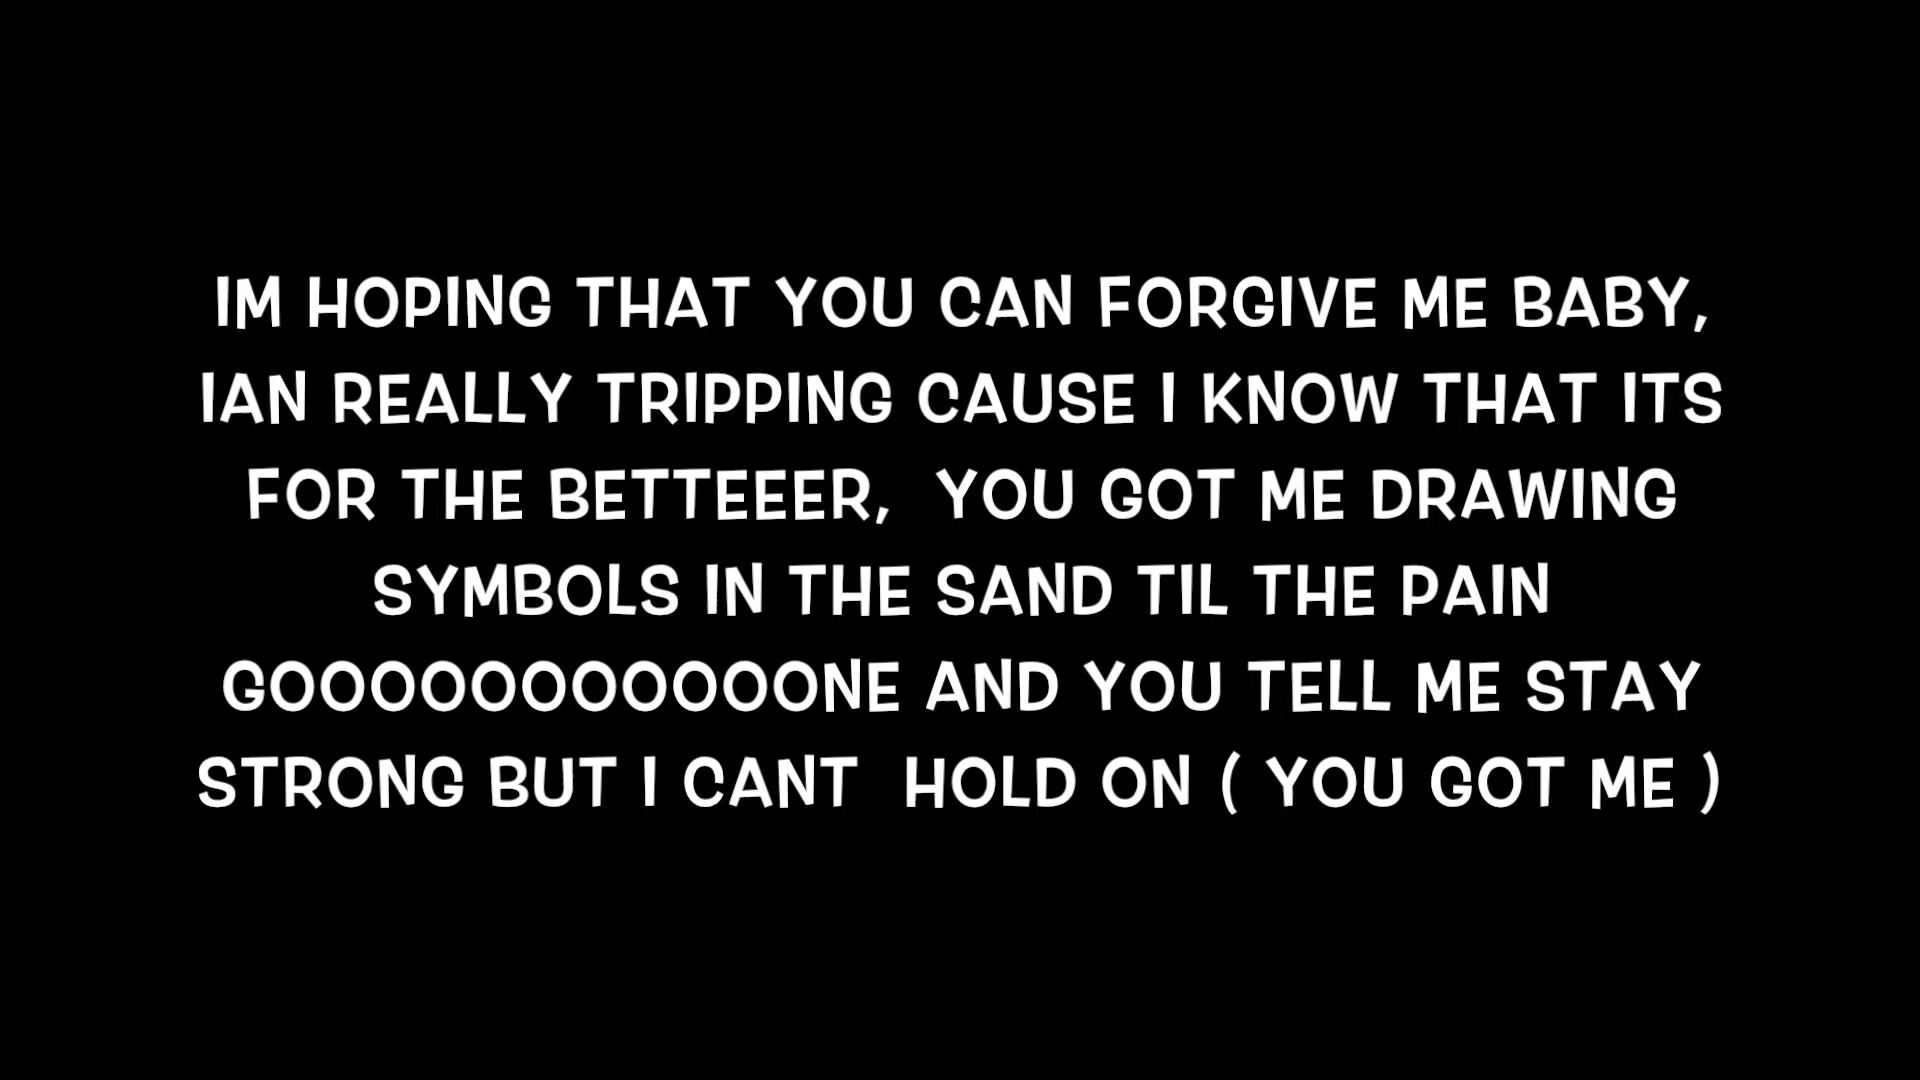 IM HOPING THAT YOU CAN FORGIVE ME BABY,
IAN REALLY TRIPPING CAUSE I KNOW THAT ITS
FOR THE BETTEEER,  YOU GOT ME DRAWING
SYMBOLS IN THE SAND TIL THE PAIN
GOOOOOOOOOOONE AND YOU TELL ME STAY
STRONG BUT I CANT  HOLD ON ( YOU GOT ME )